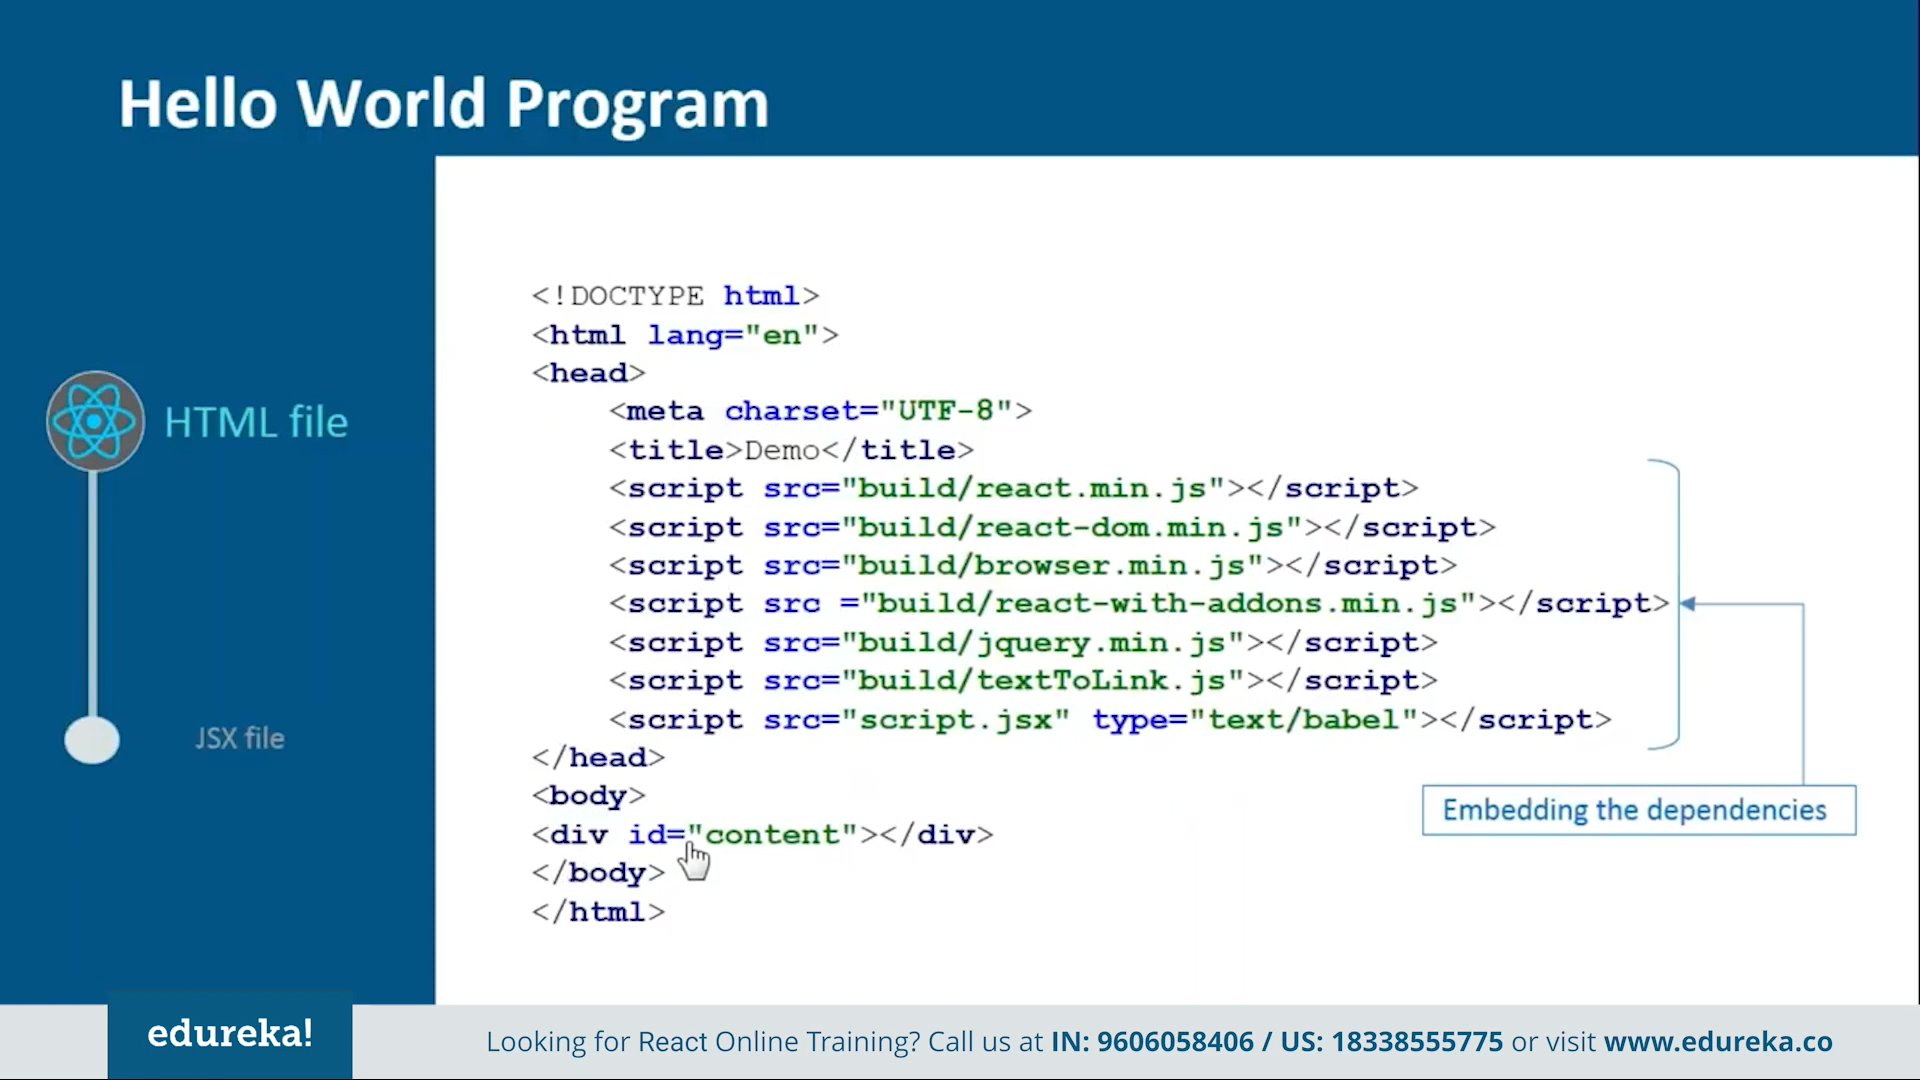 Hello World Program
HTML file
JSX file
<!DOCTYPE html>
<html lang="en">
<head>
<meta charset="UTF-8">
<title>Demo</title>
<script src="build/react.min.js"></script>
<script src="build/react-dom.min.js"></script>
<script src="build/browser.min.js"></script>
<script src ="build/react-with-addons.min.js"></script>
<script src="build/jquery.min.js"></script>
<script src="build/textToLink.js"></script>
<script src="script.jsx" type="text/babel"></script>
</head>
<body>
<div id="content"></div>
</body>
</html>
Embedding the dependencies
edureka!
Looking for React Online Training? Call us at IN: 9606058406 / US: 18338555775 or visit www.edureka.co